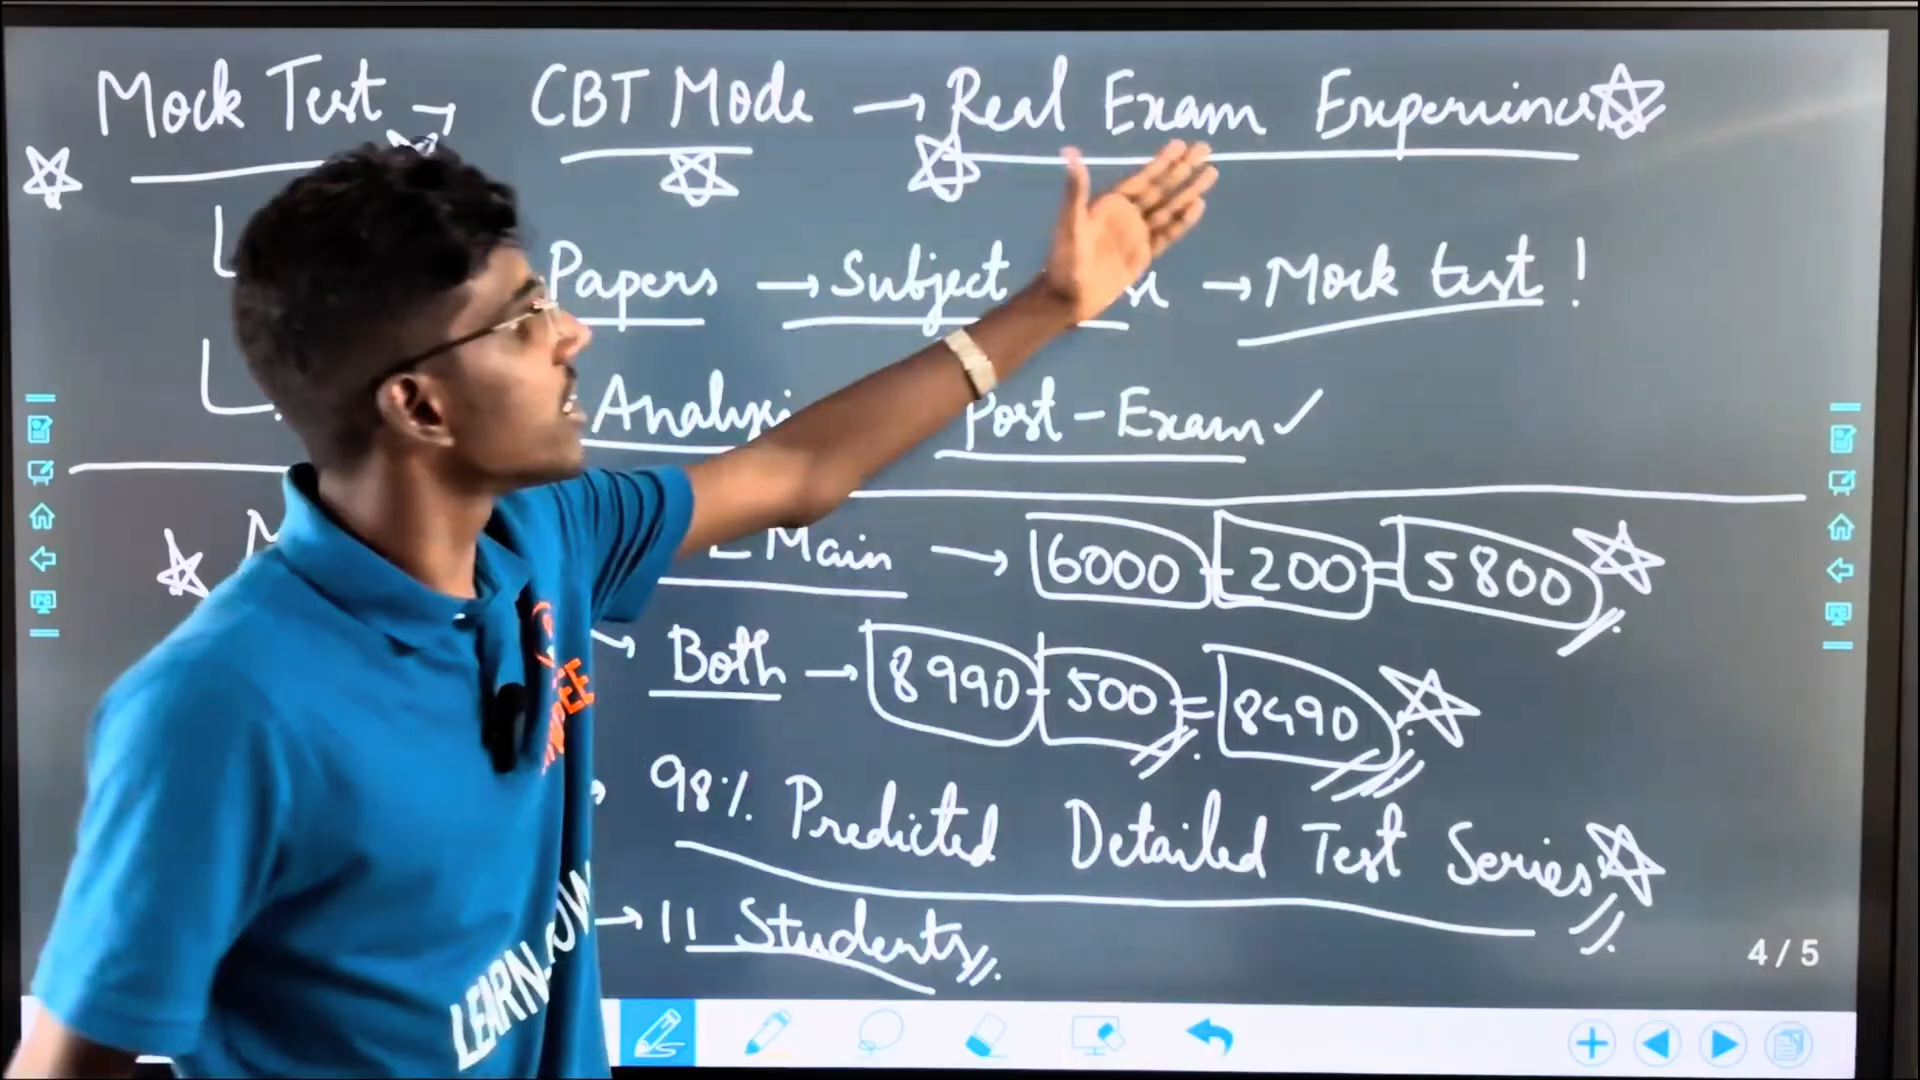 Mock Test → CBT Mode → Real Exam Experience
Papers → Subject → Mock test !
Analysi Post-Exam ✓
Main → 6000 - 200 = 5800
Both → 8990 - 500 = 8490
98% Predicted Detailed Test Series
→ 11 Students
4 / 5
LEARN